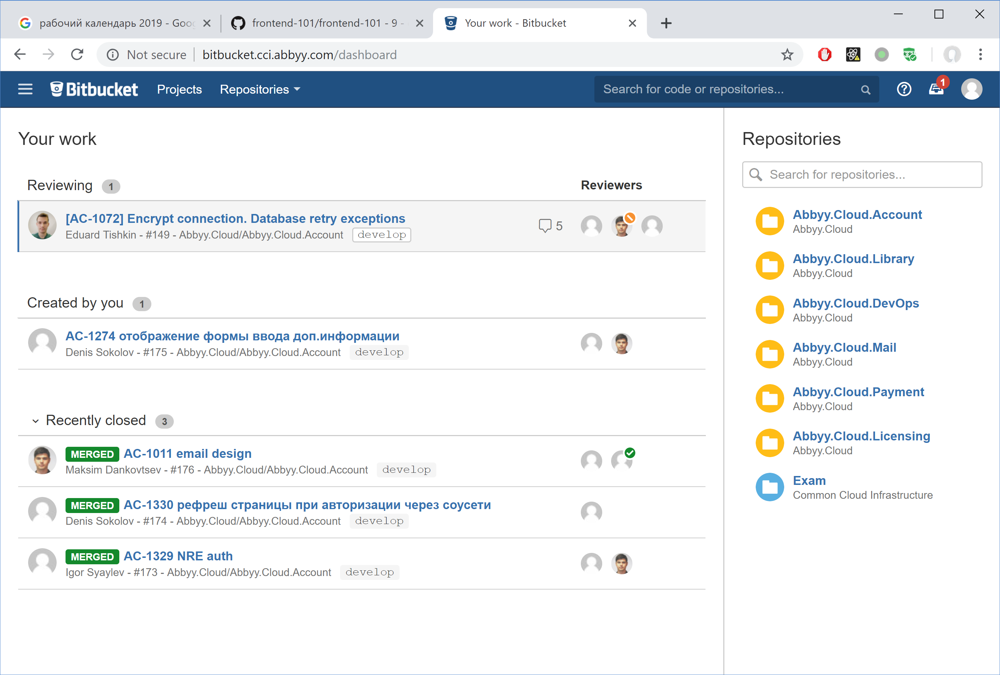 рабочий календарь 2019 - Goog
frontend-101/frontend-101 - 9 -
Your work - Bitbucket
Not secure
bitbucket.cci.abbyy.com/dashboard
Bitbucket
Projects
Repositories
Search for code or repositories...
1
Your work
Reviewing 1
Reviewers
[AC-1072] Encrypt connection. Database retry exceptions
Eduard Tishkin - #149 - Abbyy.Cloud/Abbyy.Cloud.Account develop
5
Created by you 1
AC-1274 отображение формы ввода доп.информации
Denis Sokolov - #175 - Abbyy.Cloud/Abbyy.Cloud.Account develop
Recently closed 3
MERGED AC-1011 email design
Maksim Dankovtsev - #176 - Abbyy.Cloud/Abbyy.Cloud.Account develop
MERGED AC-1330 рефреш страницы при авторизации через соусети
Denis Sokolov - #174 - Abbyy.Cloud/Abbyy.Cloud.Account develop
MERGED AC-1329 NRE auth
Igor Syaylev - #173 - Abbyy.Cloud/Abbyy.Cloud.Account develop
Repositories
Search for repositories...
Abbyy.Cloud.Account
Abbyy.Cloud
Abbyy.Cloud.Library
Abbyy.Cloud
Abbyy.Cloud.DevOps
Abbyy.Cloud
Abbyy.Cloud.Mail
Abbyy.Cloud
Abbyy.Cloud.Payment
Abbyy.Cloud
Abbyy.Cloud.Licensing
Abbyy.Cloud
Exam
Common Cloud Infrastructure